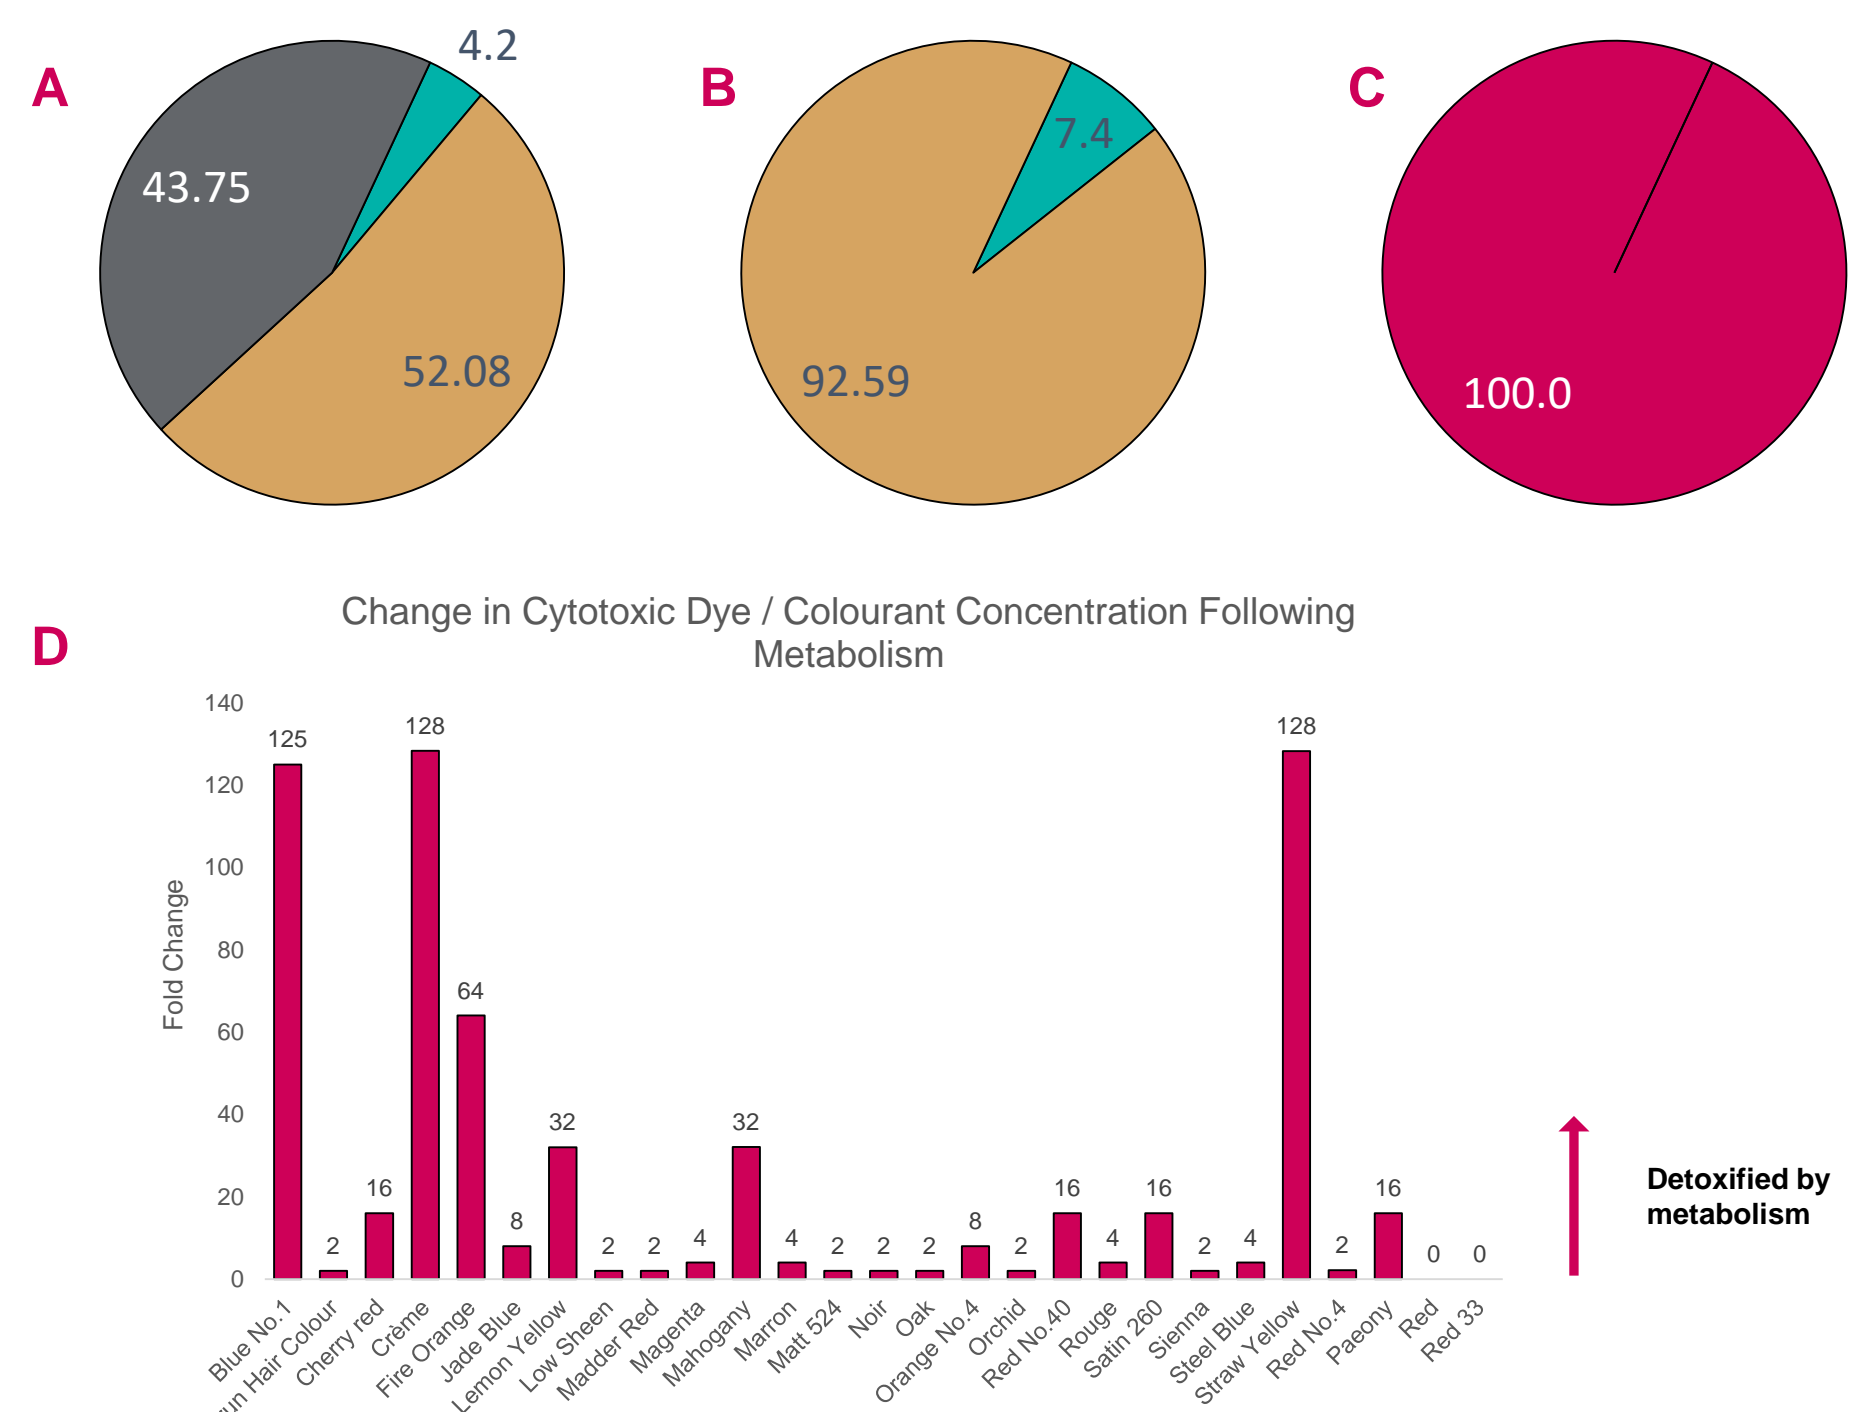 A
4.2
43.75
52.08
B
7.4
92.59
C
100.0
D
Change in Cytotoxic Dye / Colourant Concentration Following
Metabolism
Fold Change
140
120
100
80
60
40
20
0
125
2
16
128
64
8
32
2
2
4
32
4
2
2
2
8
2
16
4
16
2
4
128
2
16
0
0
Blue No.1
Hair Colour
Cherry red
Crème
Fire Orange
Jade Blue
Lemon Yellow
Low Sheen
Madder Red
Magenta
Mahogany
Marron
Matt 524
Noir
Oak
Orange No.4
Orchid
Red No.40
Rouge
Satin 260
Sienna
Steel Blue
Straw Yellow
Red No.4
Paeony
Red
Red 33
Detoxified by
metabolism